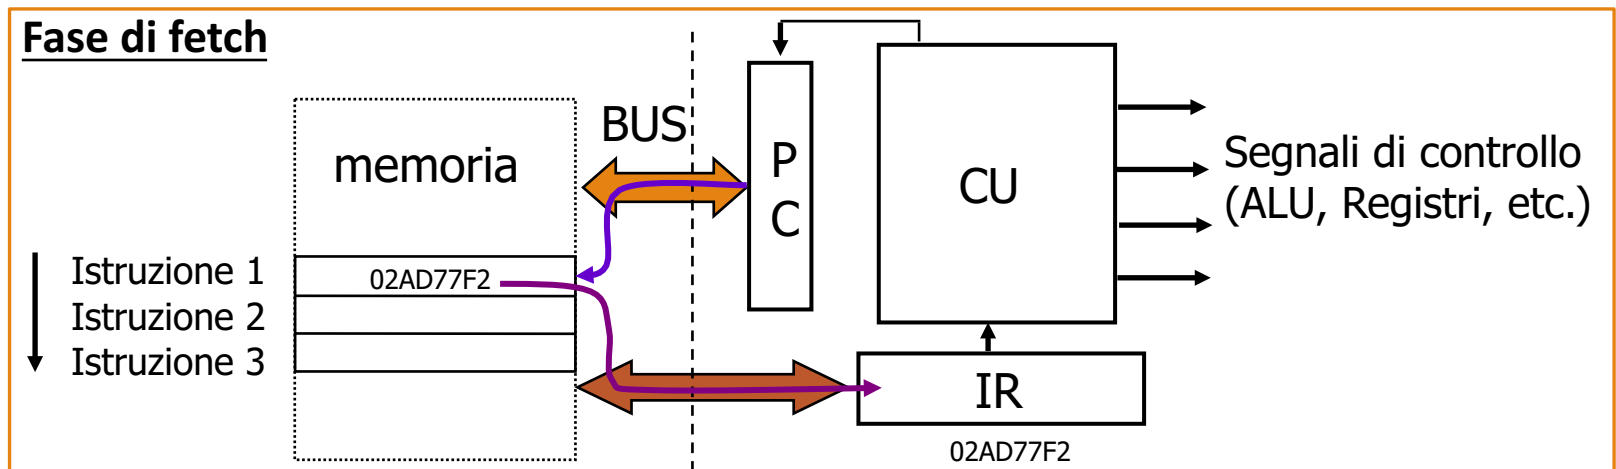 Fase di fetch
BUS
memoria
P
C
CU
Segnali di controllo
(ALU, Registri, etc.)
Istruzione 1
02AD77F2
Istruzione 2
Istruzione 3
IR
02AD77F2